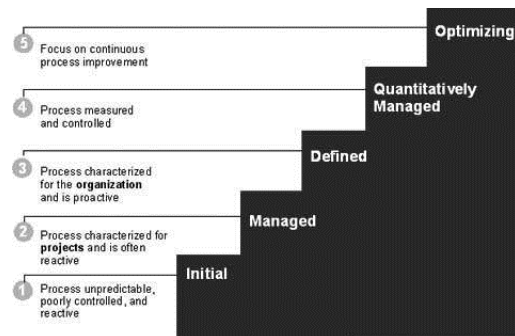 Optimizing
5
Focus on continuous
process improvement
Quantitatively
Managed
4
Process measured
and controlled
Defined
3
Process characterized
for the organization
and is proactive
Managed
2
Process characterized for
projects and is often
reactive
Initial
1
Process unpredictable,
poorly controlled, and
reactive